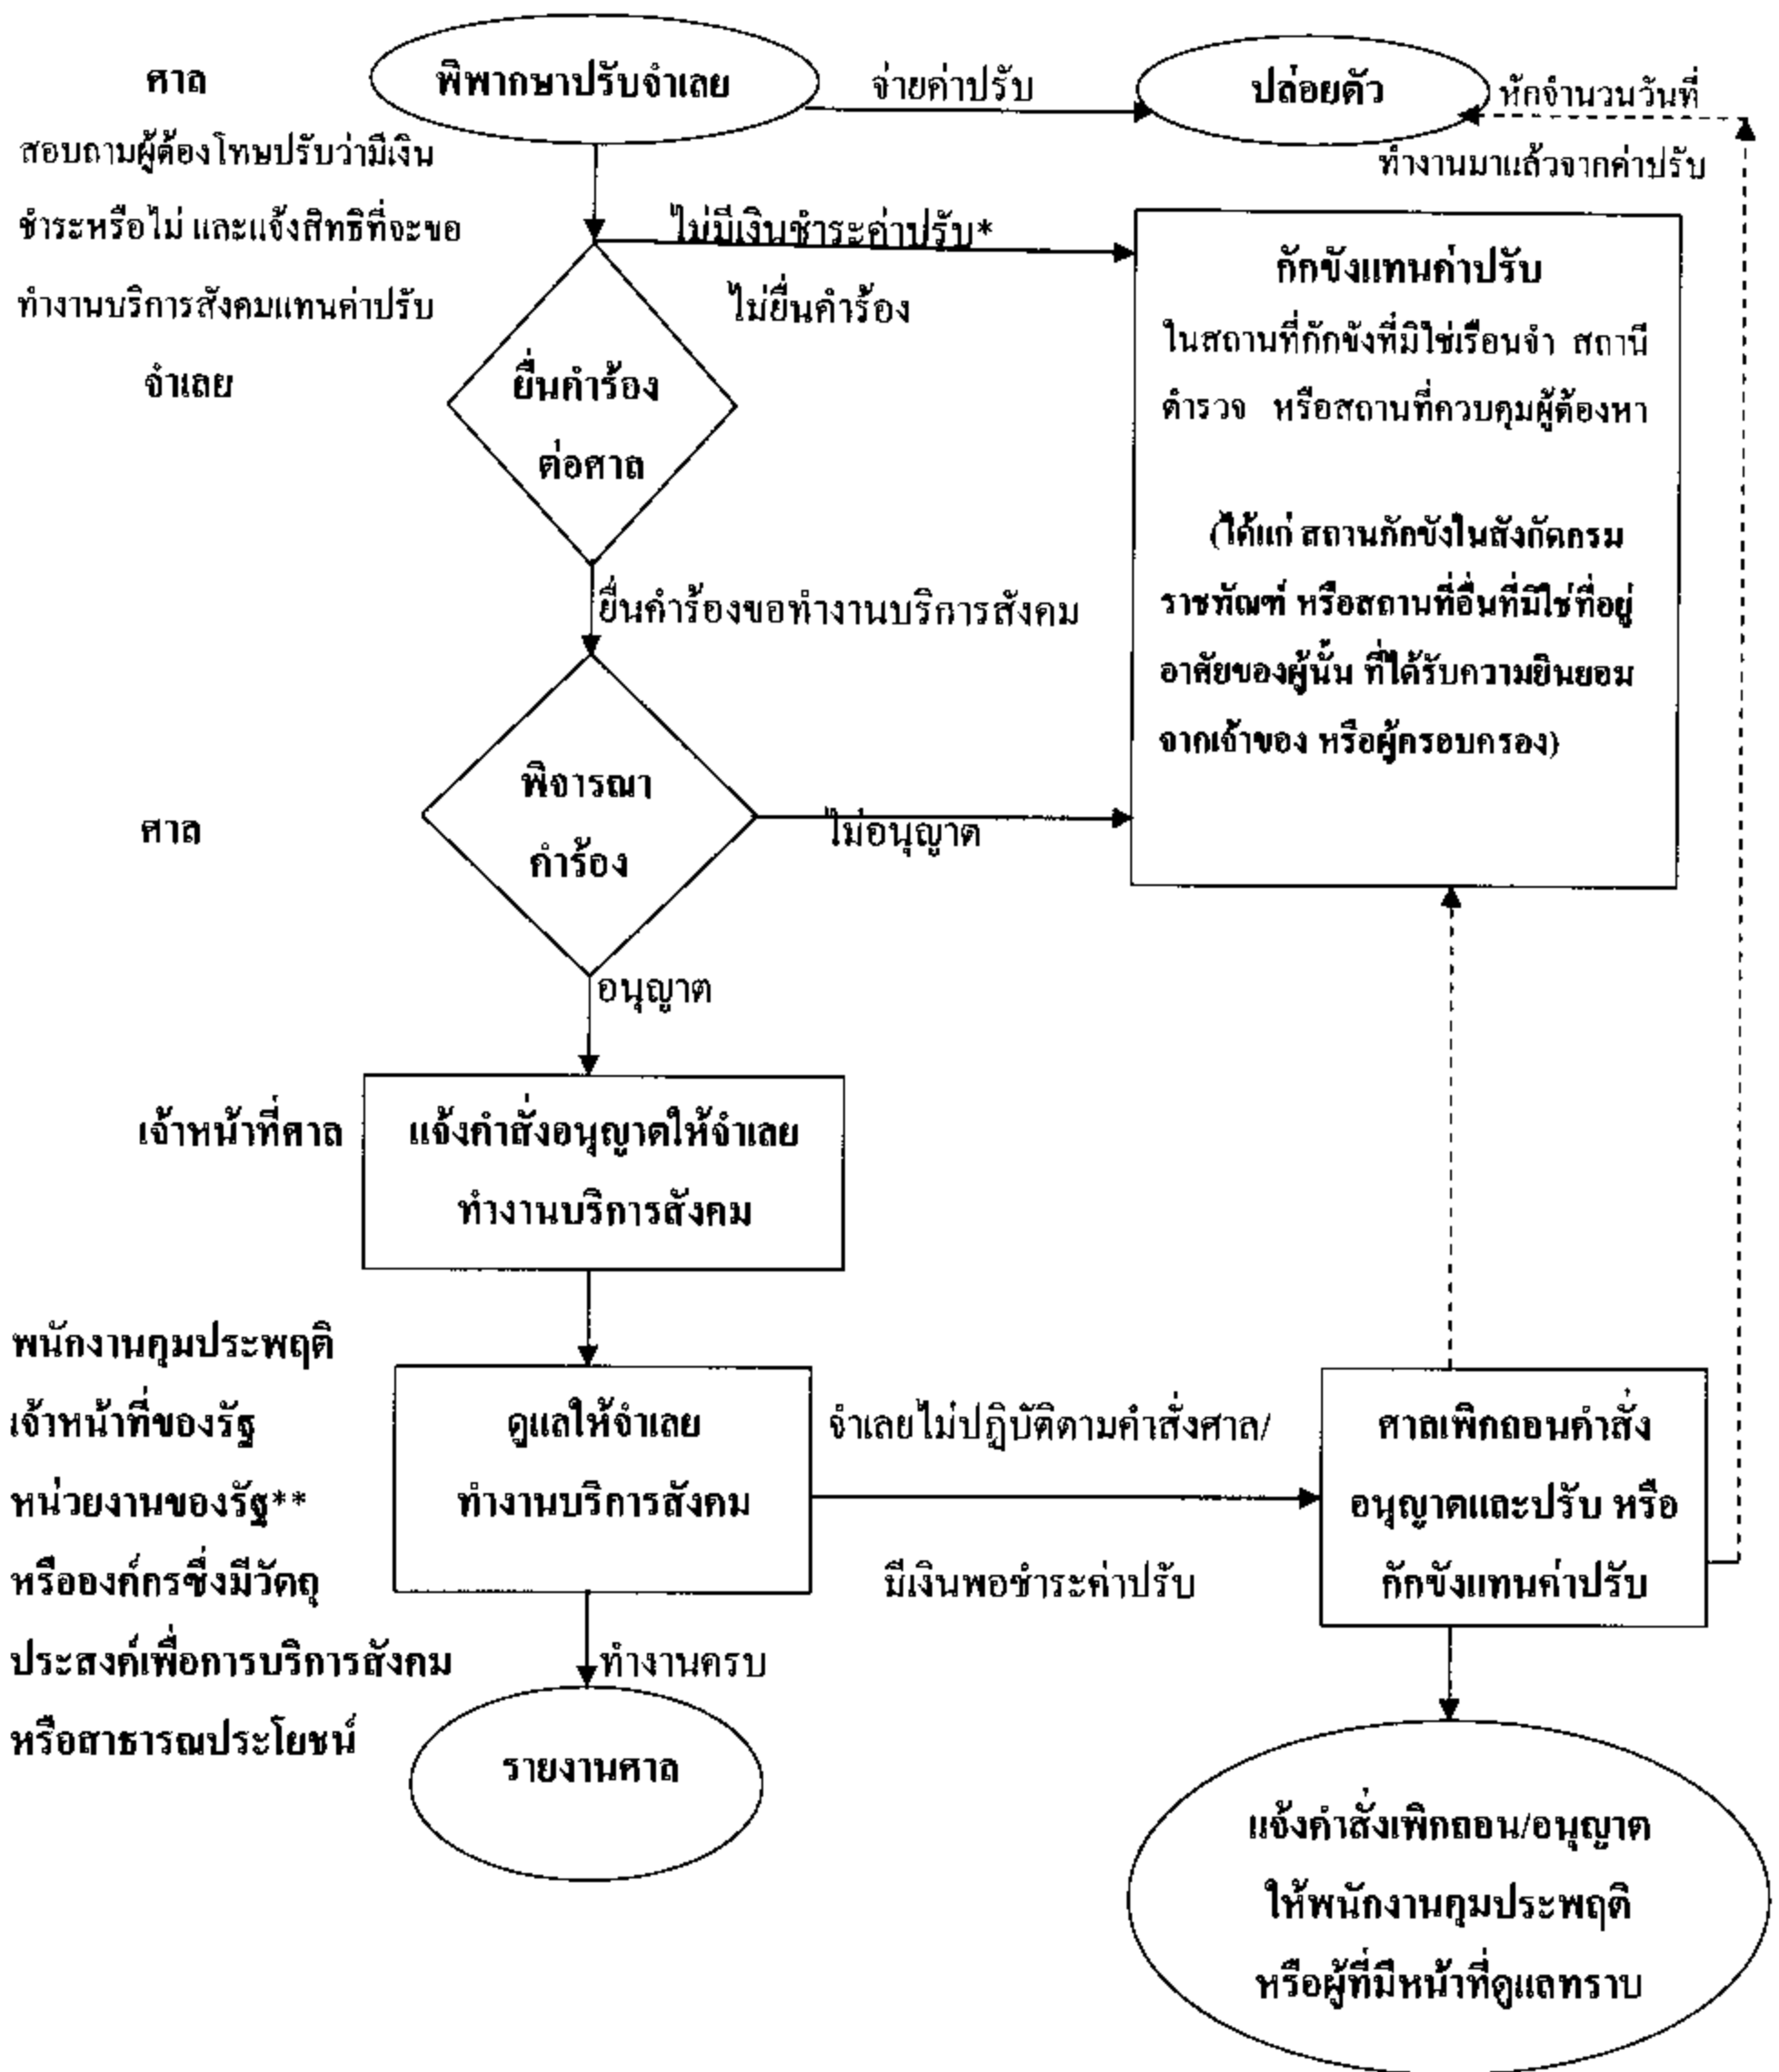 ศาล
พิพากษาปรับจำเลย
จ่ายค่าปรับ
ปล่อยตัว
หักจำนวนวันที่
ทำงานมาแล้วจากค่าปรับ
สอบถามผู้ต้องโทษปรับว่ามีเงิน
ชำระหรือไม่ และแจ้งสิทธิที่จะขอ
ทำงานบริการสังคมแทนค่าปรับ
จำเลย
ไม่มีเงินชำระค่าปรับ*
ไม่ยื่นคำร้อง
ยื่นคำร้อง
ต่อศาล
กักขังแทนค่าปรับ
ในสถานที่กักขังที่มิใช่เรือนจำ สถานี
ตำรวจ หรือสถานที่ควบคุมผู้ต้องหา
(ได้แก่ สถานกักขังในสังกัดกรม
ราชทัณฑ์ หรือสถานที่อื่นที่มิใช่ที่อยู่
อาศัยของผู้นั้น ที่ได้รับความยินยอม
จากเจ้าของ หรือผู้ครอบครอง)
ยื่นคำร้องขอทำงานบริการสังคม
ศาล
พิจารณา
คำร้อง
ไม่อนุญาต
อนุญาต
เจ้าหน้าที่ศาล
แจ้งคำสั่งอนุญาตให้จำเลย
ทำงานบริการสังคม
พนักงานคุมประพฤติ
เจ้าหน้าที่ของรัฐ
หน่วยงานของรัฐ**
หรือองค์กรซึ่งมีวัตถุ
ประสงค์เพื่อการบริการสังคม
หรือสาธารณประโยชน์
ดูแลให้จำเลย
ทำงานบริการสังคม
จำเลยไม่ปฏิบัติตามคำสั่งศาล/
มีเงินพอชำระค่าปรับ
ศาลเพิกถอนคำสั่ง
อนุญาตและปรับ หรือ
กักขังแทนค่าปรับ
ทำงานครบ
รายงานศาล
แจ้งคำสั่งเพิกถอน/อนุญาต
ให้พนักงานคุมประพฤติ
หรือผู้ที่มีหน้าที่ดูแลทราบ